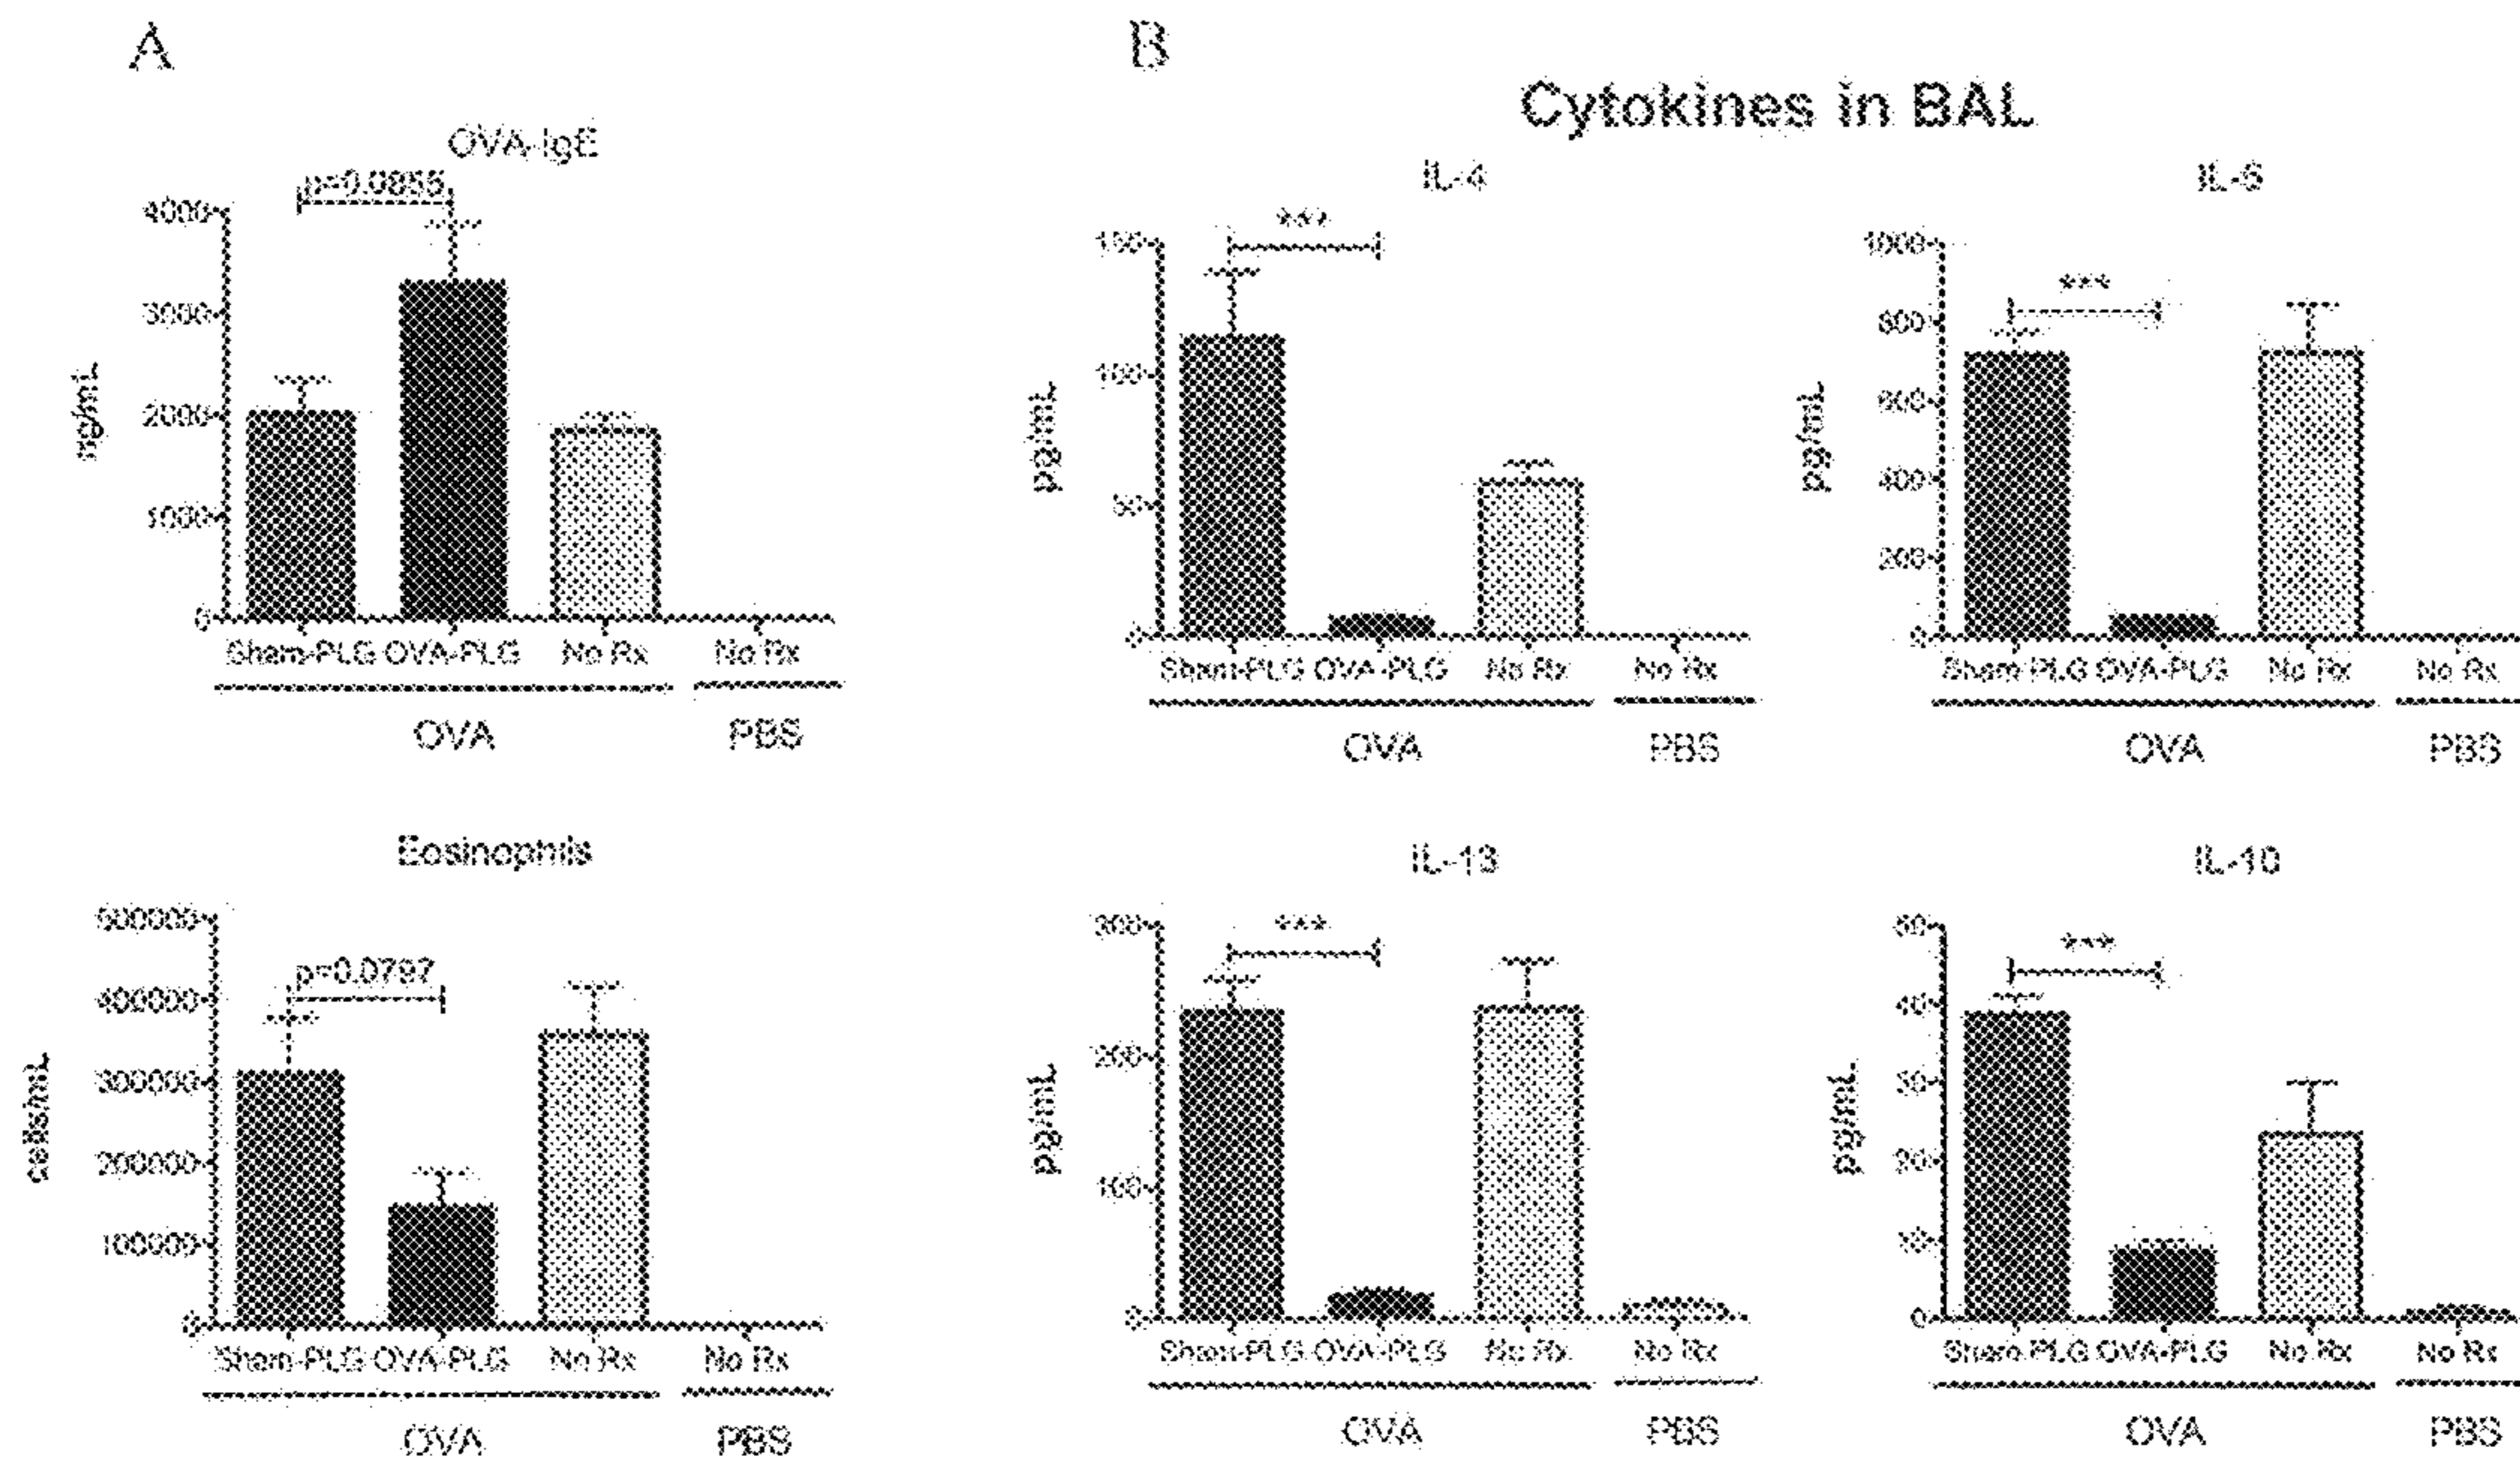 A
OVA-IgE
4000
3000
2000
1000
0
ng/mL
Sham-PLG OVA-PLG No Rx No Rx
OVA PBS
Eosinophils
p=0.0797
500000
400000
300000
200000
100000
0
cells/mL
Sham-PLG OVA-PLG No Rx No Rx
OVA PBS
B
Cytokines in BAL
IL-4
***
150
100
50
0
pg/mL
Sham-PLG OVA-PLG No Rx No Rx
OVA PBS
***
1000
800
600
400
200
0
pg/mL
Sham-PLG OVA-PLG No Rx No Rx
OVA PBS
IL-13
***
300
200
100
0
pg/mL
Sham-PLG OVA-PLG No Rx No Rx
OVA PBS
IL-10
***
50
40
30
20
10
0
pg/mL
Sham-PLG OVA-PLG No Rx No Rx
OVA PBS